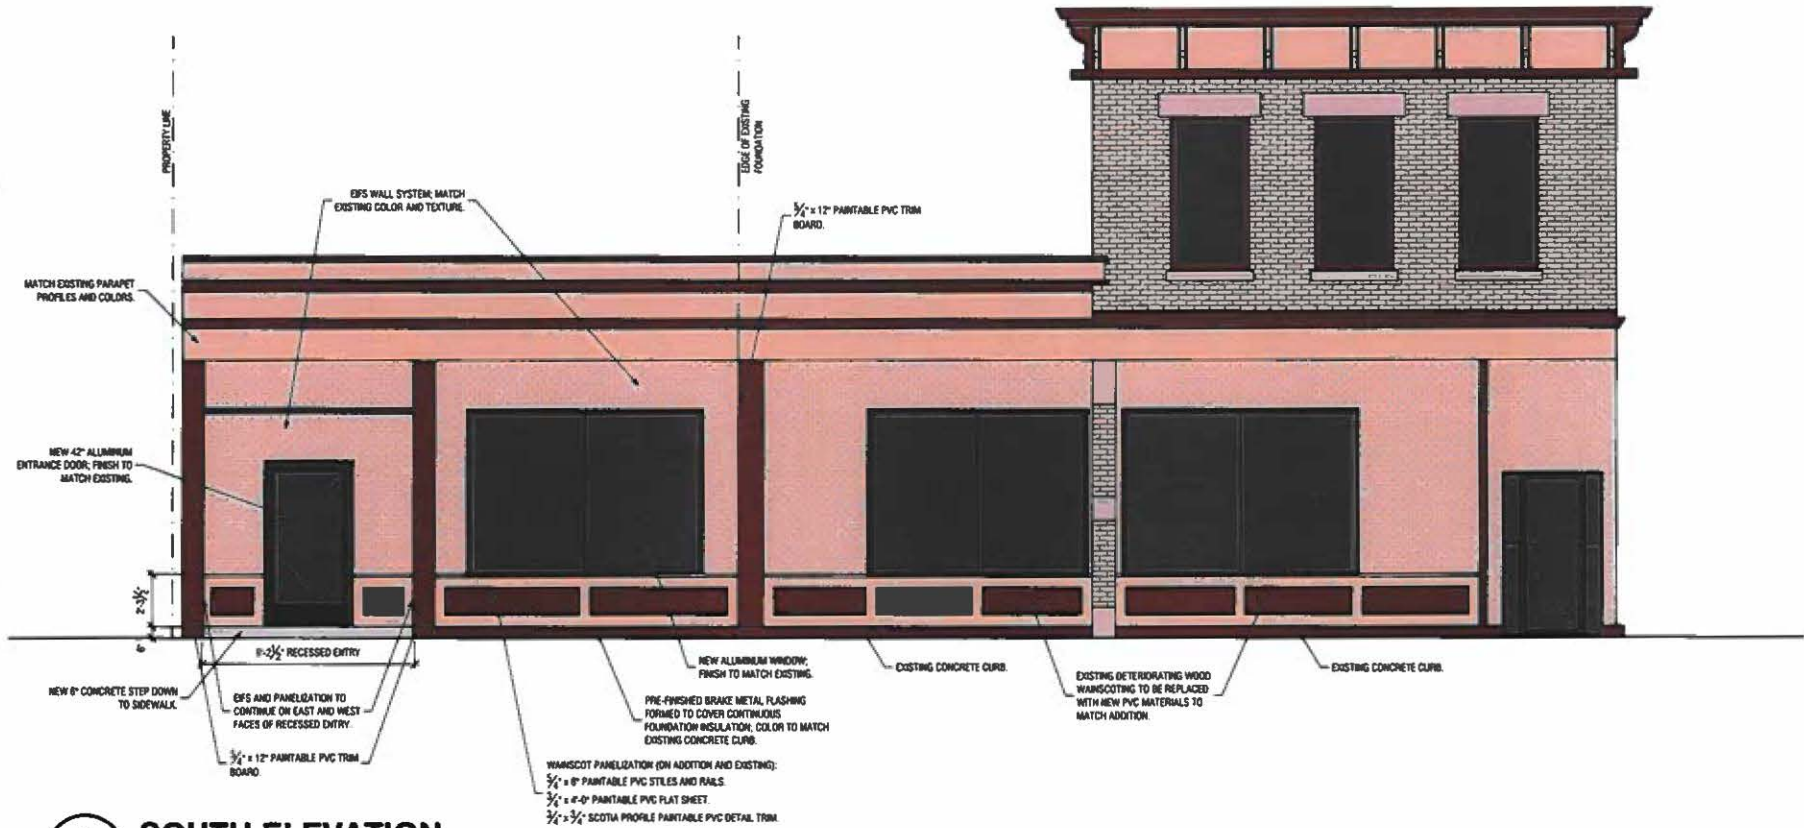 PROPERTY LINE
EDGE OF EXISTING
FOUNDATION
EIFS WALL SYSTEM; MATCH
EXISTING COLOR AND TEXTURE.
5/4" x 12" PAINTABLE PVC TRIM
BOARD.
MATCH EXISTING PARAPET
PROFILES AND COLORS.
NEW 42" ALUMINUM
ENTRANCE DOOR; FINISH TO
MATCH EXISTING.
2'-3½"
6"
9'-2½" RECESSED ENTRY
NEW 6" CONCRETE STEP DOWN
TO SIDEWALK.
EIFS AND PANELIZATION TO
CONTINUE ON EAST AND WEST
FACES OF RECESSED ENTRY.
5/4" x 12" PAINTABLE PVC TRIM
BOARD.
NEW ALUMINUM WINDOW;
FINISH TO MATCH EXISTING.
PRE-FINISHED BRAKE METAL FLASHING
FORMED TO COVER CONTINUOUS
FOUNDATION INSULATION; COLOR TO MATCH
EXISTING CONCRETE CURB.
WAINSCOT PANELIZATION (ON ADDITION AND EXISTING):
5/4" x 6" PAINTABLE PVC STILES AND RAILS.
3/4" x 4'-0" PAINTABLE PVC FLAT SHEET.
3/4" x 3/4" SCOTIA PROFILE PAINTABLE PVC DETAIL TRIM.
EXISTING CONCRETE CURB.
EXISTING DETERIORATING WOOD
WAINSCOTING TO BE REPLACED
WITH NEW PVC MATERIALS TO
MATCH ADDITION.
EXISTING CONCRETE CURB.
SOUTH ELEVATION